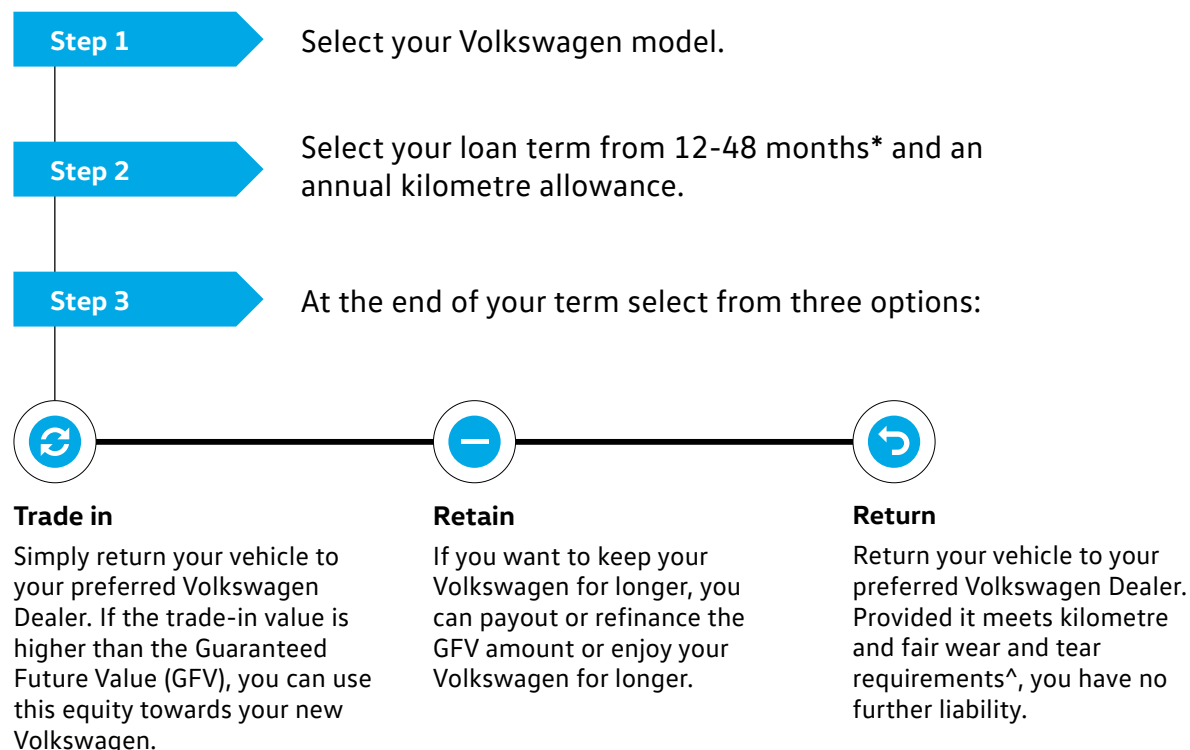 Step 1
Select your Volkswagen model.
Step 2
Select your loan term from 12-48 months* and an
annual kilometre allowance.
Step 3
At the end of your term select from three options:
Trade in
Simply return your vehicle to
your preferred Volkswagen
Dealer. If the trade-in value is
higher than the Guaranteed
Future Value (GFV), you can use
this equity towards your new
Volkswagen.
Retain
If you want to keep your
Volkswagen for longer, you
can payout or refinance the
GFV amount or enjoy your
Volkswagen for longer.
Return
Return your vehicle to your
preferred Volkswagen Dealer.
Provided it meets kilometre
and fair wear and tear
requirements^, you have no
further liability.